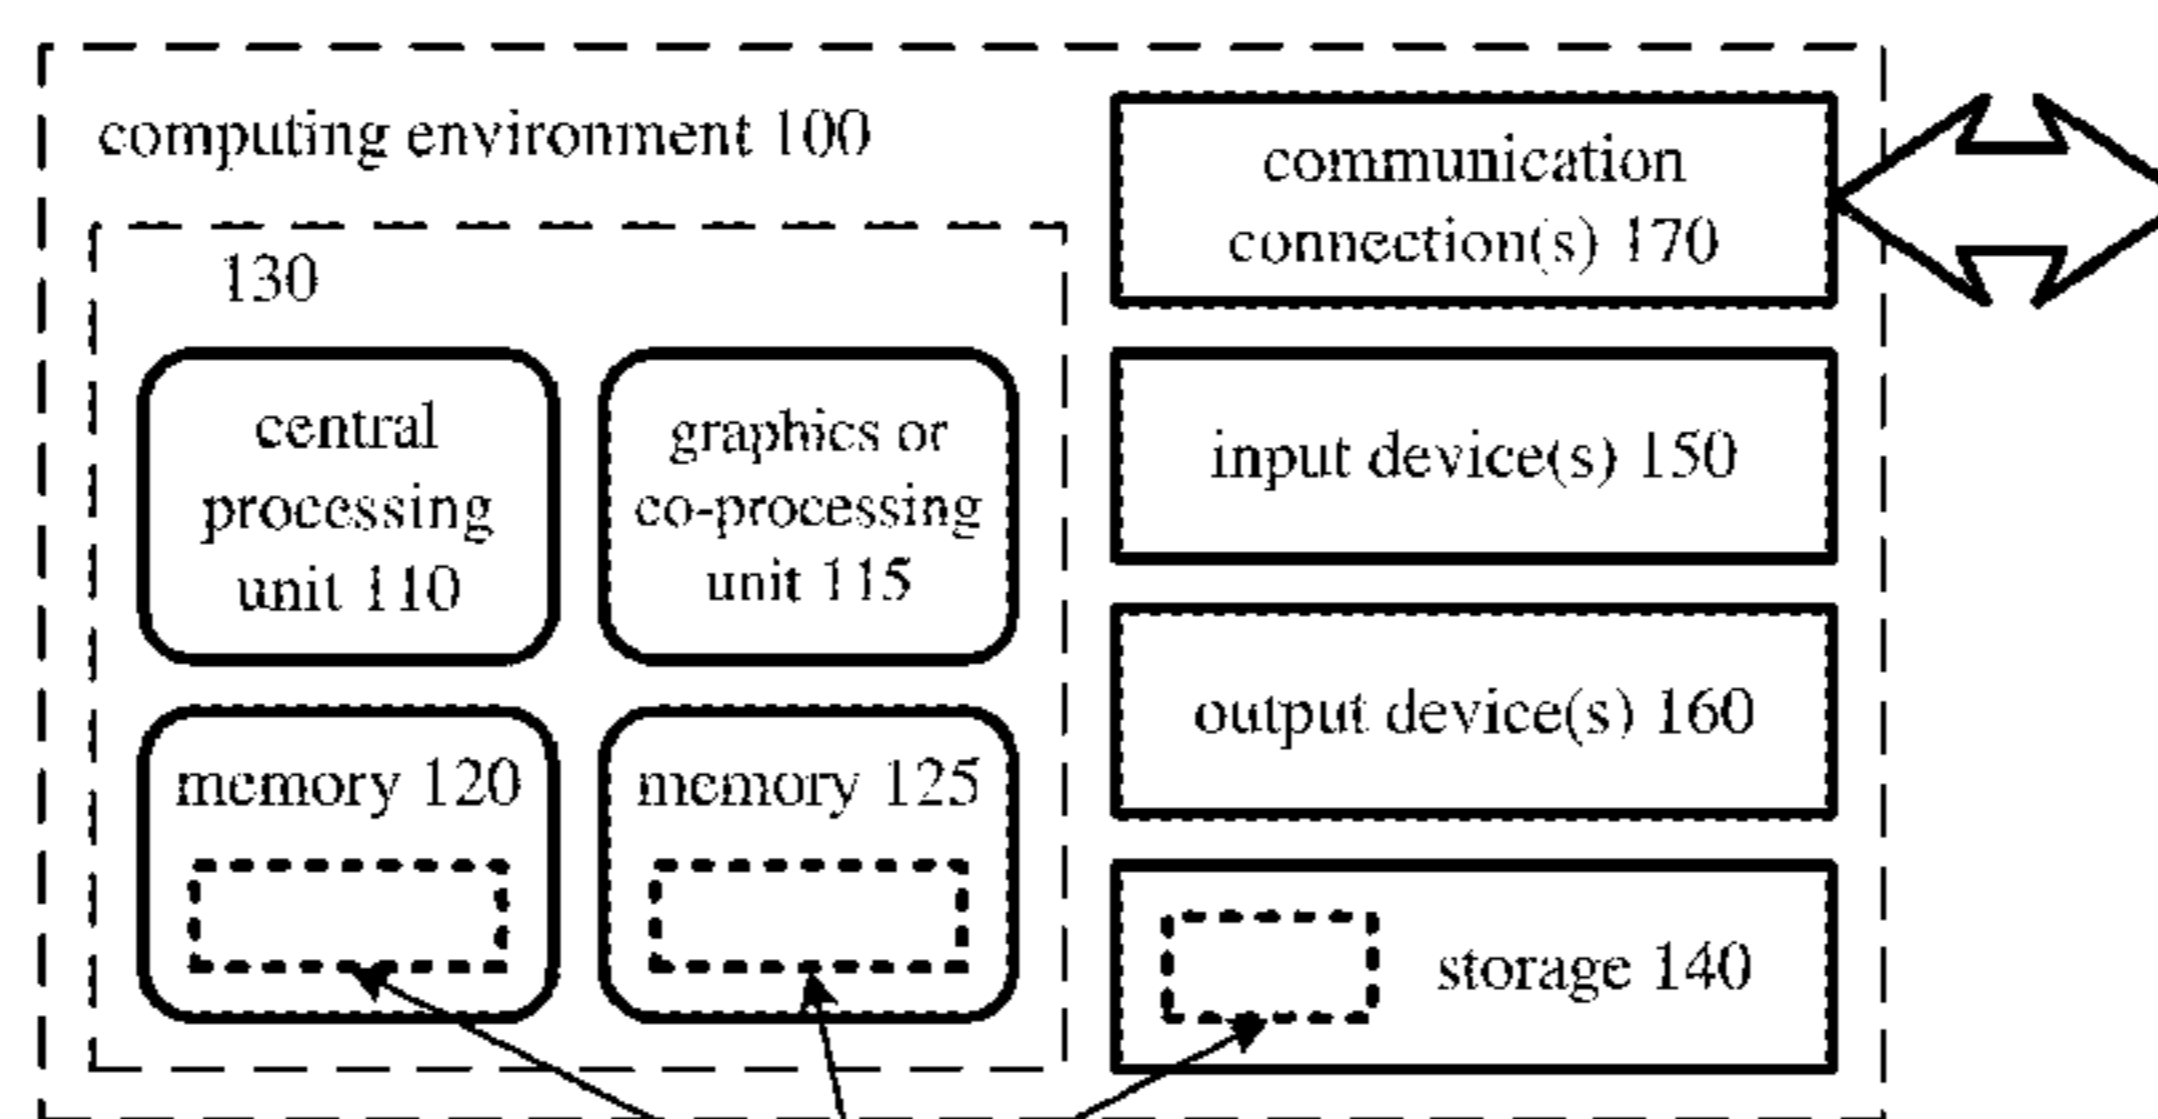 computing environment 100
130
central
processing
unit 110
graphics or
co-processing
unit 115
memory 120
memory 125
communication
connection(s) 170
input device(s) 150
output device(s) 160
storage 140